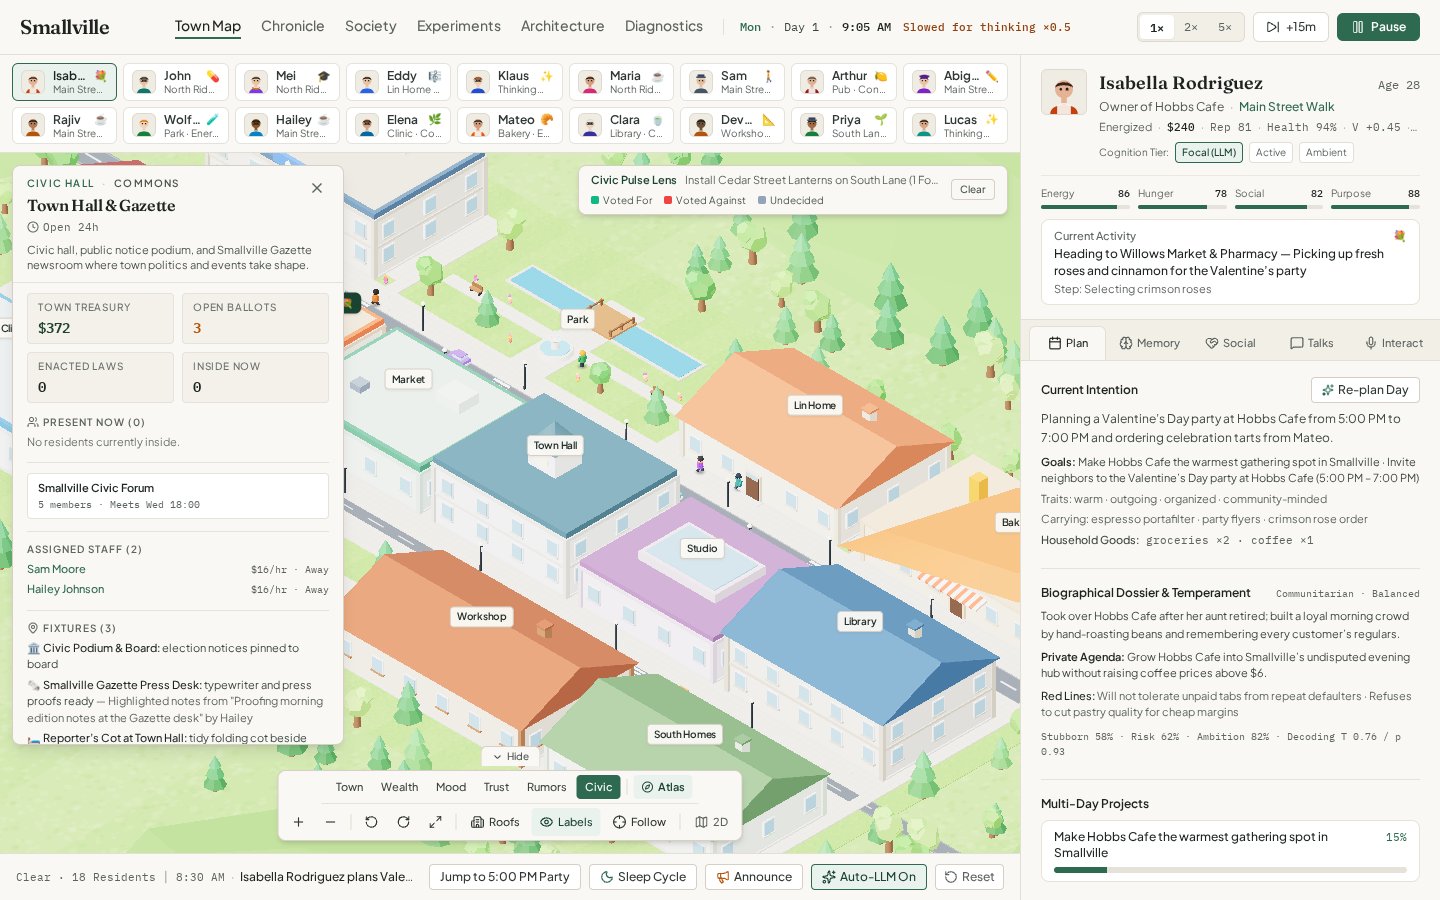 Smallville
Town Map
Chronicle
Society
Experiments
Architecture
Diagnostics
Mon · Day 1 · 9:05 AM Slowed for thinking ×0.5
1×
2×
5×
+15m
Pause
Isab…
Main Stre…
John
North Rid…
Mei
North Rid…
Eddy
Lin Home …
Klaus
Thinking…
Maria
North Rid…
Sam
Main Stre…
Arthur
Pub · Con…
Abig…
Main Stre…
Rajiv
Main Stre…
Wolf…
Park · Ener…
Hailey
Main Stre…
Elena
Clinic · Co…
Mateo
Bakery · E…
Clara
Library · C…
Dev…
Worksho…
Priya
South Lan…
Lucas
Thinking…
CIVIC HALL · COMMONS
Town Hall & Gazette
Open 24h
Civic hall, public notice podium, and Smallville Gazette
newsroom where town politics and events take shape.
TOWN TREASURY
$372
OPEN BALLOTS
3
ENACTED LAWS
0
INSIDE NOW
0
PRESENT NOW (0)
No residents currently inside.
Smallville Civic Forum
5 members · Meets Wed 18:00
ASSIGNED STAFF (2)
Sam Moore
$16/hr · Away
Hailey Johnson
$16/hr · Away
FIXTURES (3)
Civic Podium & Board: election notices pinned to
board
Smallville Gazette Press Desk: typewriter and press
proofs ready — Highlighted notes from "Proofing morning
edition notes at the Gazette desk" by Hailey
Reporter's Cot at Town Hall: tidy folding cot beside
Civic Pulse Lens Install Cedar Street Lanterns on South Lane (1 Fo…
Voted For
Voted Against
Undecided
Clear
Cli
Park
Market
Town Hall
Lin Home
Bak
Studio
Library
Workshop
South Homes
Hide
Town
Wealth
Mood
Trust
Rumors
Civic
Atlas
Roofs
Labels
Follow
2D
Clear · 18 Residents | 8:30 AM · Isabella Rodriguez plans Vale…
Jump to 5:00 PM Party
Sleep Cycle
Announce
Auto-LLM On
Reset
Isabella Rodriguez
Age 28
Owner of Hobbs Cafe · Main Street Walk
Energized · $240 · Rep 81 · Health 94% · V +0.45 ·…
Cognition Tier:
Focal (LLM)
Active
Ambient
Energy 86
Hunger 78
Social 82
Purpose 88
Current Activity
Heading to Willows Market & Pharmacy — Picking up fresh
roses and cinnamon for the Valentine's party
Step: Selecting crimson roses
Plan
Memory
Social
Talks
Interact
Current Intention
Re-plan Day
Planning a Valentine's Day party at Hobbs Cafe from 5:00 PM to
7:00 PM and ordering celebration tarts from Mateo.
Goals: Make Hobbs Cafe the warmest gathering spot in Smallville · Invite
neighbors to the Valentine's Day party at Hobbs Cafe (5:00 PM – 7:00 PM)
Traits: warm · outgoing · organized · community-minded
Carrying: espresso portafilter · party flyers · crimson rose order
Household Goods: groceries ×2 · coffee ×1
Biographical Dossier & Temperament
Communitarian · Balanced
Took over Hobbs Cafe after her aunt retired; built a loyal morning crowd
by hand-roasting beans and remembering every customer's regulars.
Private Agenda: Grow Hobbs Cafe into Smallville's undisputed evening
hub without raising coffee prices above $6.
Red Lines: Will not tolerate unpaid tabs from repeat defaulters · Refuses
to cut pastry quality for cheap margins
Stubborn 58% · Risk 62% · Ambition 82% · Decoding T 0.76 / p
0.93
Multi-Day Projects
Make Hobbs Cafe the warmest gathering spot in
Smallville
15%